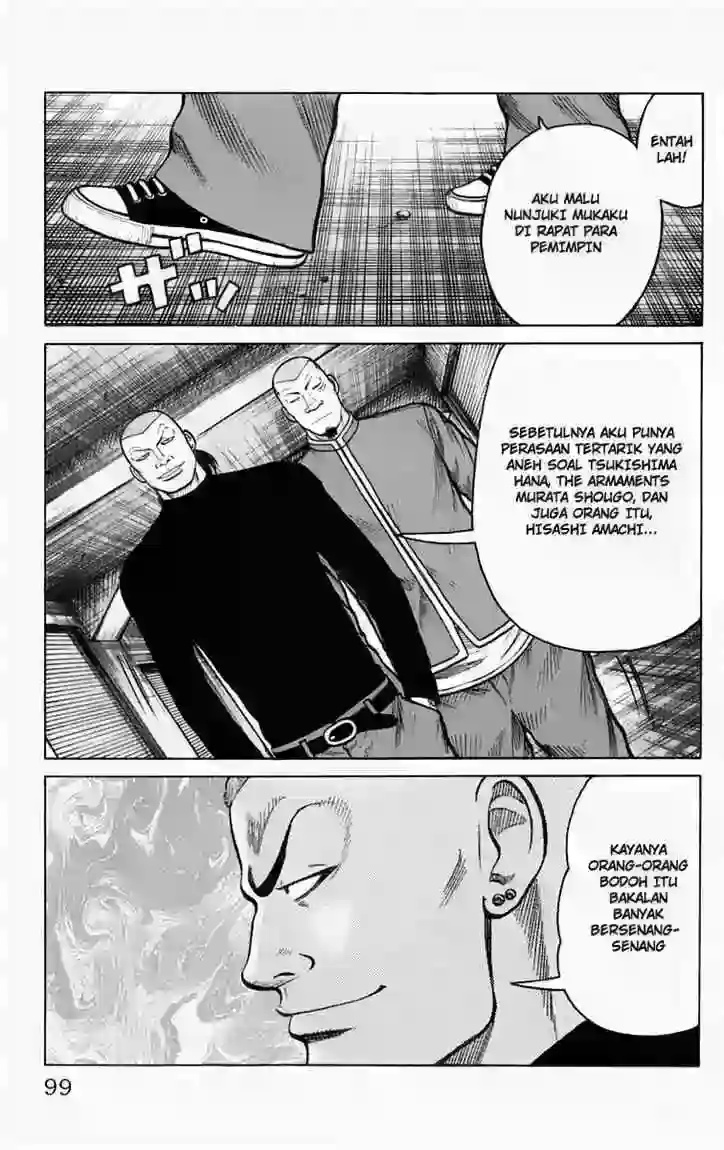 ENTAH
LAH!
AKU MALU
NUNJUKI MUKAKU
DI RAPAT PARA
PEMIMPIN
ザッ
SEBETULNYA AKU PUNYA
PERASAAN TERTARIK YANG
ANEH SOAL TSUKISHIMA
HANA, THE ARMAMENTS
MURATA SHOUGO, DAN
JUGA ORANG ITU,
HISASHI AMACHI...
KAYANYA
ORANG-ORANG
BODOH ITU
BAKALAN
BANYAK
BERSENANG-
SENANG
99